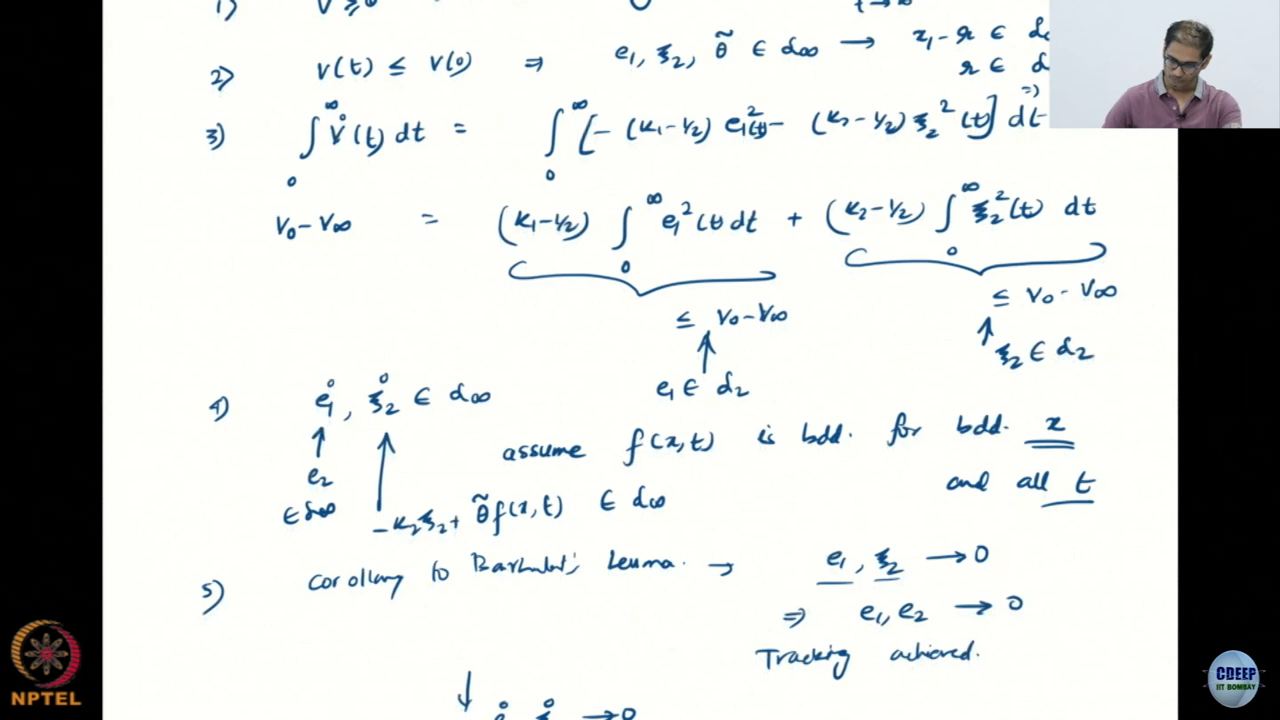 1) V ≥ 0
2) V(t) ≤ V(0) ⇒ e₁, ξ₂, θ̃ ∈ L∞ → x₁ - r ∈ L∞
r ∈ L
3) ∫₀^∞ V̇(t) dt = ∫₀^∞ [- (k₁-1/2) e₁²(t) - (k₂-1/2) ξ₂²(t)] dt
V₀ - V∞ = (k₁-1/2) ∫₀^∞ e₁²(t) dt + (k₂-1/2) ∫₀^∞ ξ₂²(t) dt
≤ V₀ - V∞ ≤ V₀ - V∞
e₁ ∈ L₂ ξ₂ ∈ L₂
4) ė₁, ξ̇₂ ∈ L∞
assume f(x,t) is bdd. for bdd. x
and all t
e₂
∈ L∞
-k₂ξ₂ + θ̃f(x,t) ∈ L∞
5) corollary to Barbalat's Lemma. → e₁, ξ₂ → 0
⇒ e₁, e₂ → 0
Tracking achieved.
→ 0
NPTEL
CDEEP
IIT BOMBAY